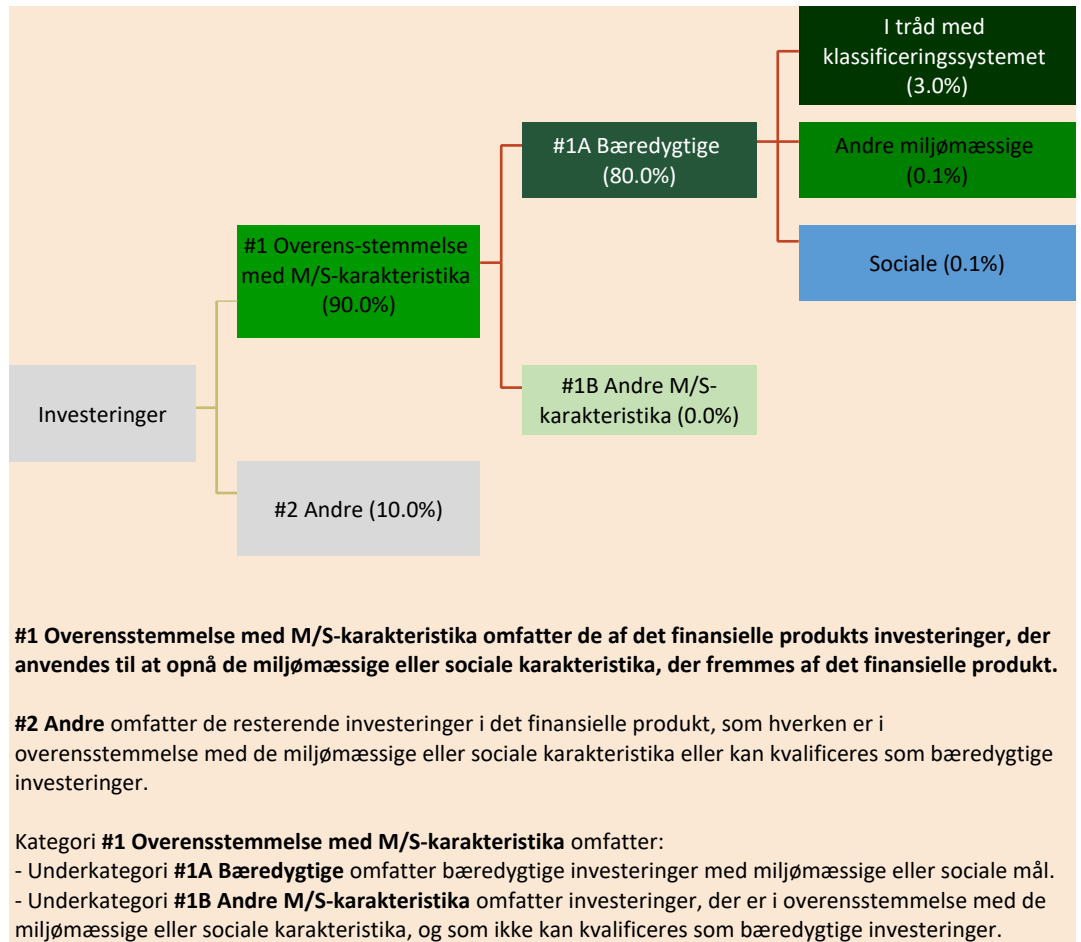 I tråd med
klassificeringssystemet
(3.0%)
#1A Bæredygtige
(80.0%)
Andre miljømæssige
(0.1%)
#1 Overens-stemmelse
med M/S-karakteristika
(90.0%)
Sociale (0.1%)
Investeringer
#1B Andre M/S-
karakteristika (0.0%)
#2 Andre (10.0%)
#1 Overensstemmelse med M/S-karakteristika omfatter de af det finansielle produkts investeringer, der
anvendes til at opnå de miljømæssige eller sociale karakteristika, der fremmes af det finansielle produkt.
#2 Andre omfatter de resterende investeringer i det finansielle produkt, som hverken er i
overensstemmelse med de miljømæssige eller sociale karakteristika eller kan kvalificeres som bæredygtige
investeringer.
Kategori #1 Overensstemmelse med M/S-karakteristika omfatter:
- Underkategori #1A Bæredygtige omfatter bæredygtige investeringer med miljømæssige eller sociale mål.
- Underkategori #1B Andre M/S-karakteristika omfatter investeringer, der er i overensstemmelse med de
miljømæssige eller sociale karakteristika, og som ikke kan kvalificeres som bæredygtige investeringer.